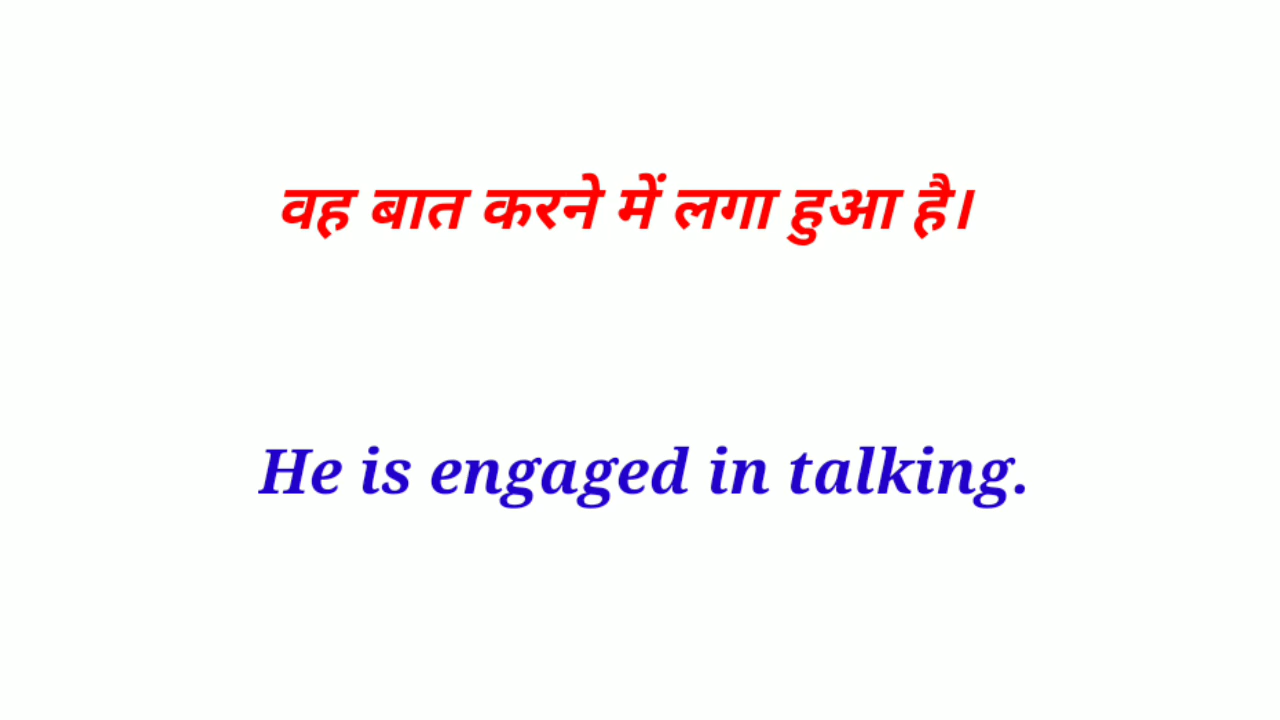 वह बात करने में लगा हुआ है।
He is engaged in talking.